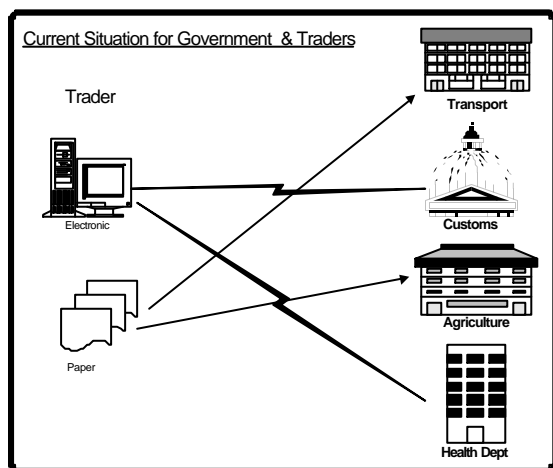 Current Situation for Government & Traders
Trader
Transport
Electronic
Customs
Agriculture
Paper
Health Dept